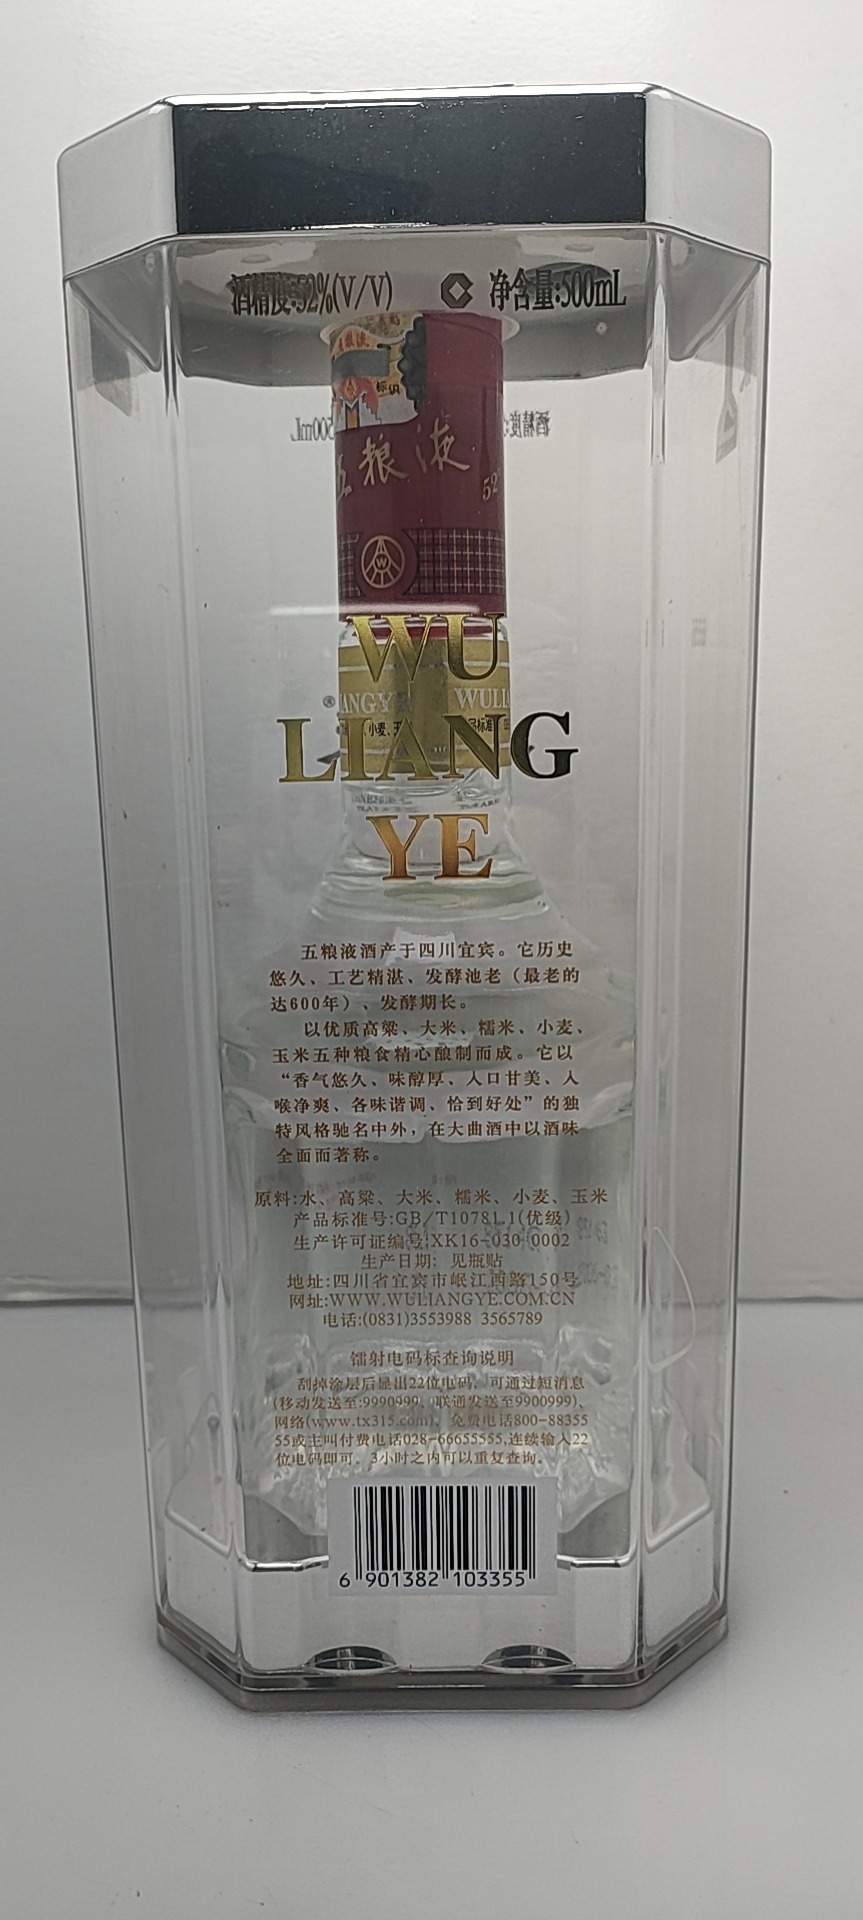 酒精度:52%(V/V)
净含量:500mL
标识
五粮液
52
W
WU
ANGYE WULI
LIANG
小麦、玉
品标准
YE
五粮液酒产于四川宜宾。它历史
悠久、工艺精湛、发酵池老（最老的
达600年）、发酵期长。
以优质高粱、大米、糯米、小麦、
玉米五种粮食精心酿制而成。它以
“香气悠久、味醇厚、入口甘美、入
喉净爽、各味谐调、恰到好处”的独
特风格驰名中外，在大曲酒中以酒味
全面而著称。
原料:水、高粱、大米、糯米、小麦、玉米
产品标准号:GB/T10781.1(优级)
生产许可证编号:XK16-030 0002
生产日期: 见瓶贴
地址:四川省宜宾市岷江西路150号
网址:WWW.WULIANGYE.COM.CN
电话:(0831)3553988 3565789
镭射电码标查询说明
刮掉涂层后显出22位电码，可通过短消息
(移动发送至:9990999、联通发送至9900999)、
网络(www.tx315.com)，免费电话800-88355
55或主叫付费电话028-66655555,连续输入22
位电码即可。3小时之内可以重复查询。
6 901382 103355